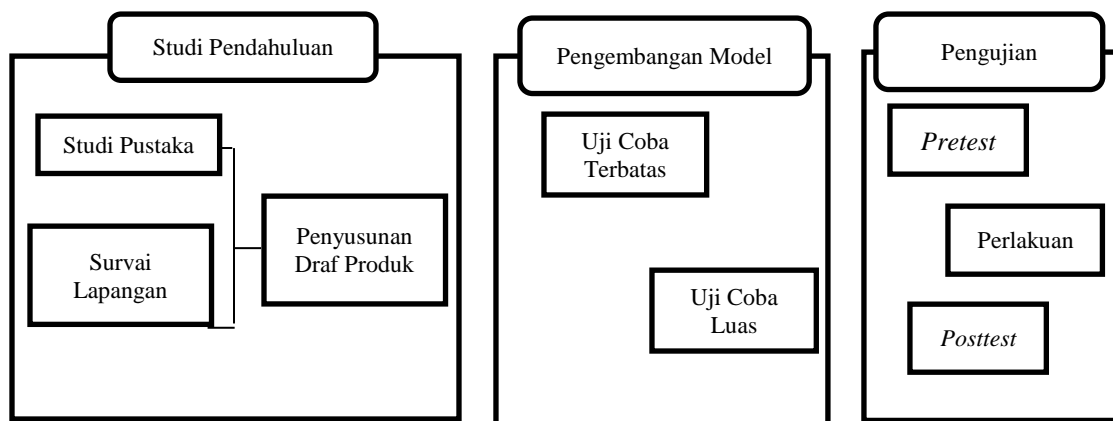 Studi Pendahuluan
Studi Pustaka
Survai
Lapangan
Penyusunan
Draf Produk
Pengembangan Model
Uji Coba
Terbatas
Uji Coba
Luas
Pengujian
Pretest
Perlakuan
Posttest